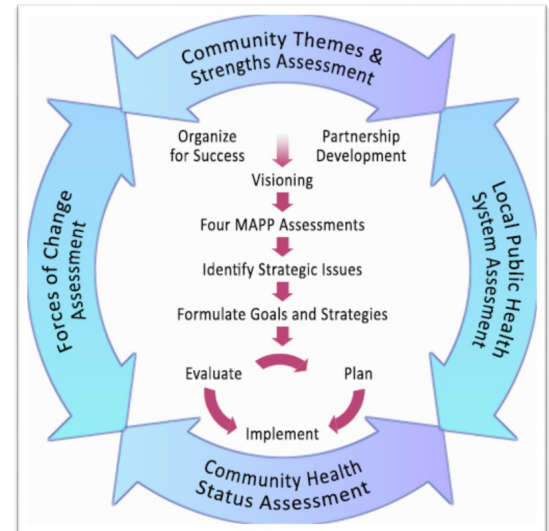 Community Themes &
Strengths Assessment
Organize
for Success
Partnership
Development
Visioning
Four MAPP Assessments
Identify Strategic Issues
Formulate Goals and Strategies
Evaluate
Plan
Implement
Forces of Change
Assessment
Local Public Health
System Assesment
Community Health
Status Assessment